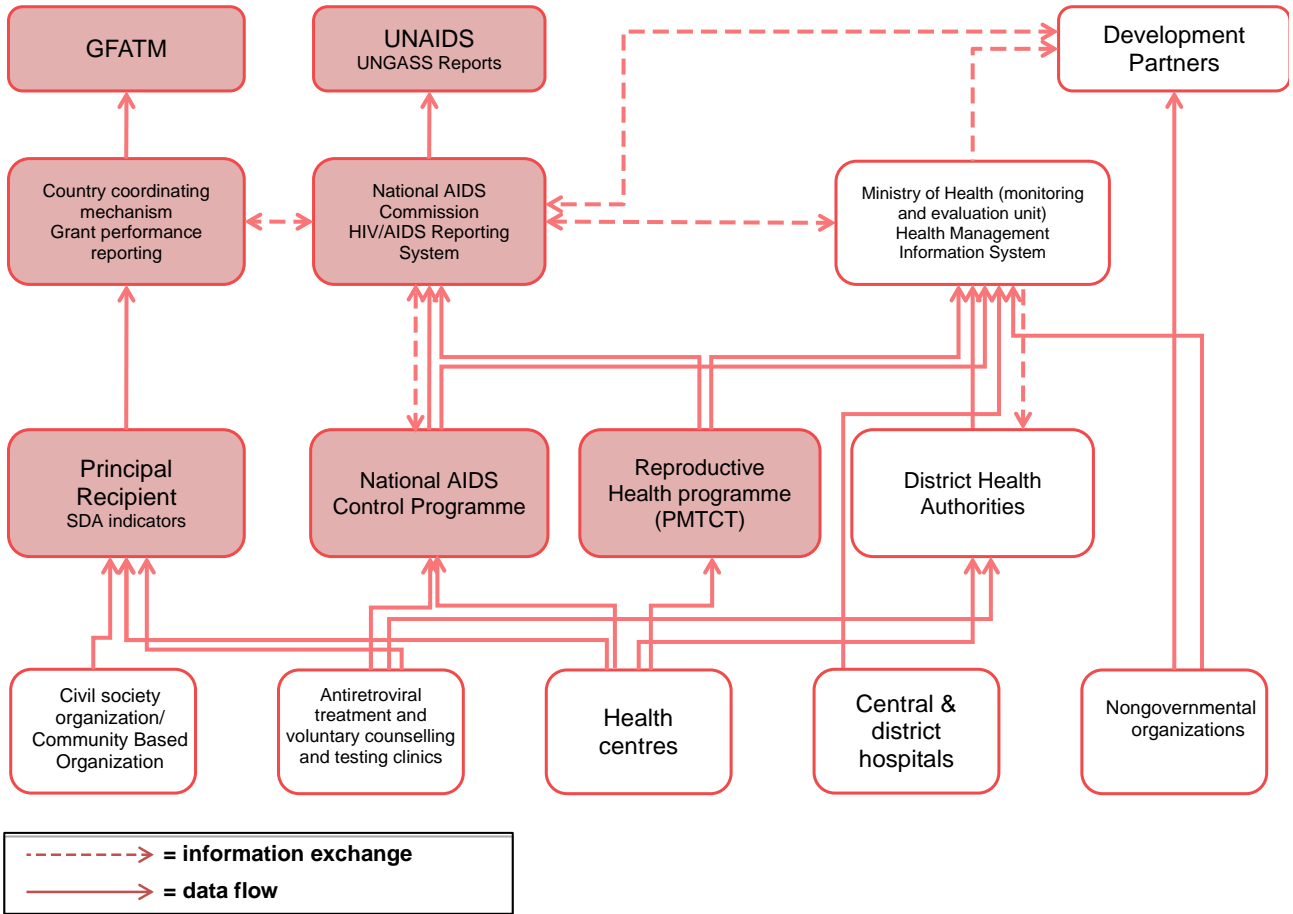 GFATM
UNAIDS
UNGASS Reports
Development
Partners
Country coordinating
mechanism
Grant performance
reporting
National AIDS
Commission
HIV/AIDS Reporting
System
Ministry of Health (monitoring
and evaluation unit)
Health Management
Information System
Principal
Recipient
SDA indicators
National AIDS
Control Programme
Reproductive
Health programme
(PMTCT)
District Health
Authorities
Civil society
organization/
Community Based
Organization
Antiretroviral
treatment and
voluntary counselling
and testing clinics
Health
centres
Central &
district
hospitals
Nongovernmental
organizations
= information exchange
= data flow